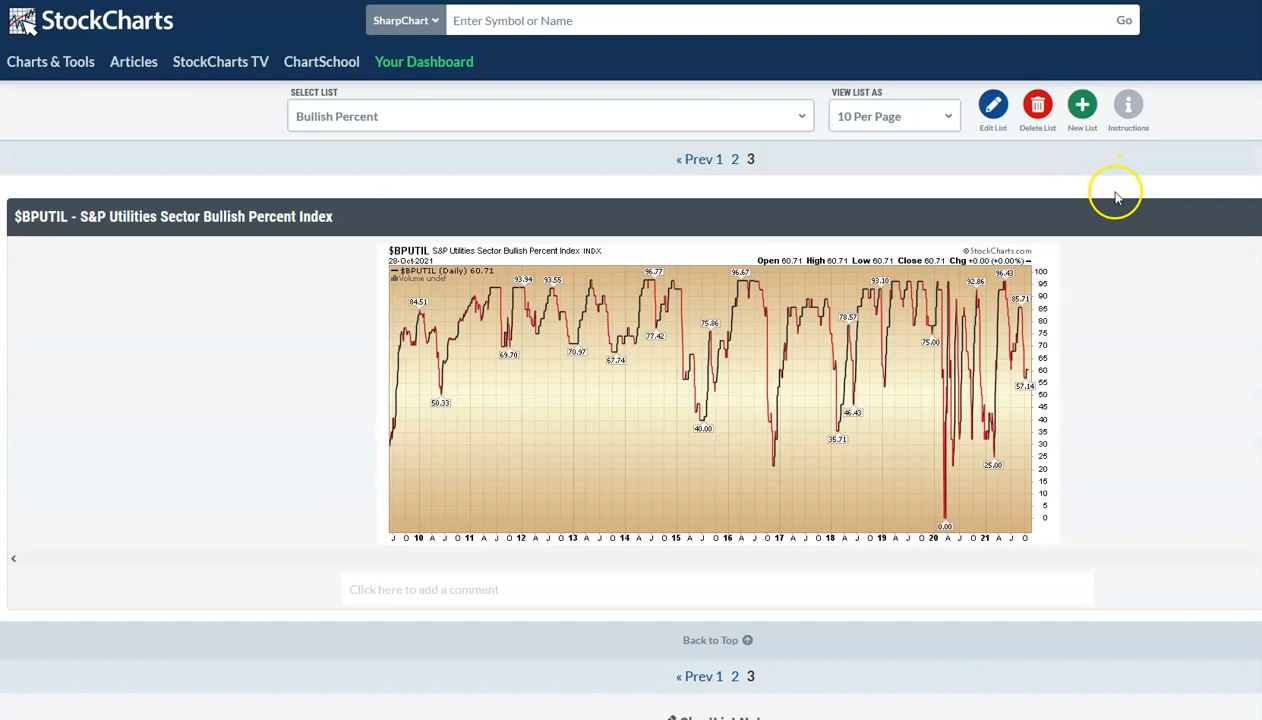 StockCharts
SharpChart
Enter Symbol or Name
Go
Charts & Tools
Articles
StockCharts TV
ChartSchool
Your Dashboard
SELECT LIST
VIEW LIST AS
Bullish Percent
10 Per Page
Edit List
Delete List
New List
Instructions
« Prev 1 2 3
$BPUTIL - S&P Utilities Sector Bullish Percent Index
$BPUTIL S&P Utilities Sector Bullish Percent Index INDX
© StockCharts.com
28-Oct-2021
Open 60.71 High 60.71 Low 60.71 Close 60.71 Chg +0.00 (+0.00%)
$BPUTIL (Daily) 60.71
Volume undef
84.51
50.33
69.70
93.94
93.55
70.97
67.74
96.77
77.42
40.00
75.86
96.67
35.71
78.57
46.43
93.10
75.00
0.00
92.86
25.00
96.43
85.71
57.14
100
95
90
85
80
75
70
65
60
55
50
45
40
35
30
25
20
15
10
5
0
J O 10 A J O 11 A J O 12 A J O 13 A J O 14 A J O 15 A J O 16 A J O 17 A J O 18 A J O 19 A J O 20 A J O 21 A J O
Click here to add a comment
Back to Top
« Prev 1 2 3